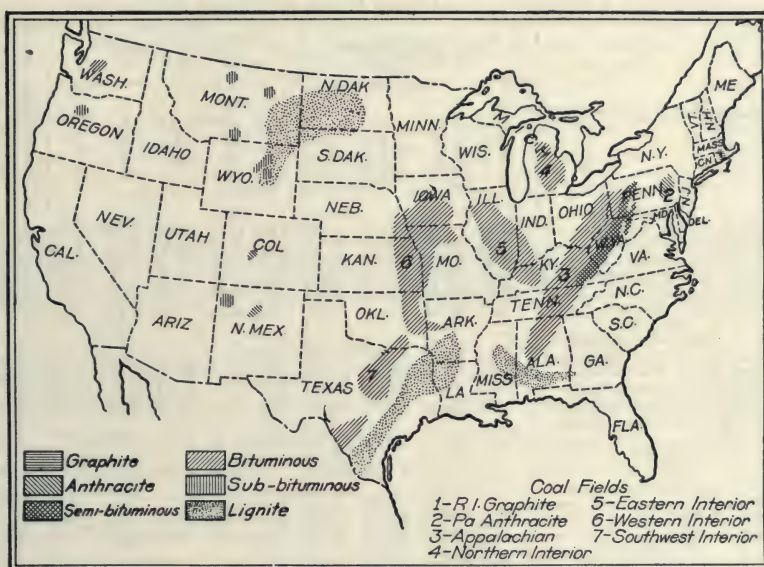 WASH.
MONT.
N.DAK
MINN.
ME
OREGON
IDAHO
WYO.
S.DAK.
WIS.
M
VT.
N.H.
MASS
CN
1
N.Y.
NEV.
UTAH
COL
NEB.
IOWA
ILL.
IND.
OHIO
4
PENN.
2
N.J.
MD.
DEL.
CAL.
KAN.
6
MO.
5
KY.
3
W.VA
VA.
ARIZ
N.MEX
OKL.
ARK.
TENN.
N.C.
S.C.
TEXAS
7
LA
MISS
ALA.
GA.
FLA.
Graphite
Bituminous
Anthracite
Sub-bituminous
Semi-bituminous
Lignite
Coal Fields
1-R.I. Graphite
5-Eastern Interior
2-Pa Anthracite
6-Western Interior
3-Appalachian
7-Southwest Interior
4-Northern Interior